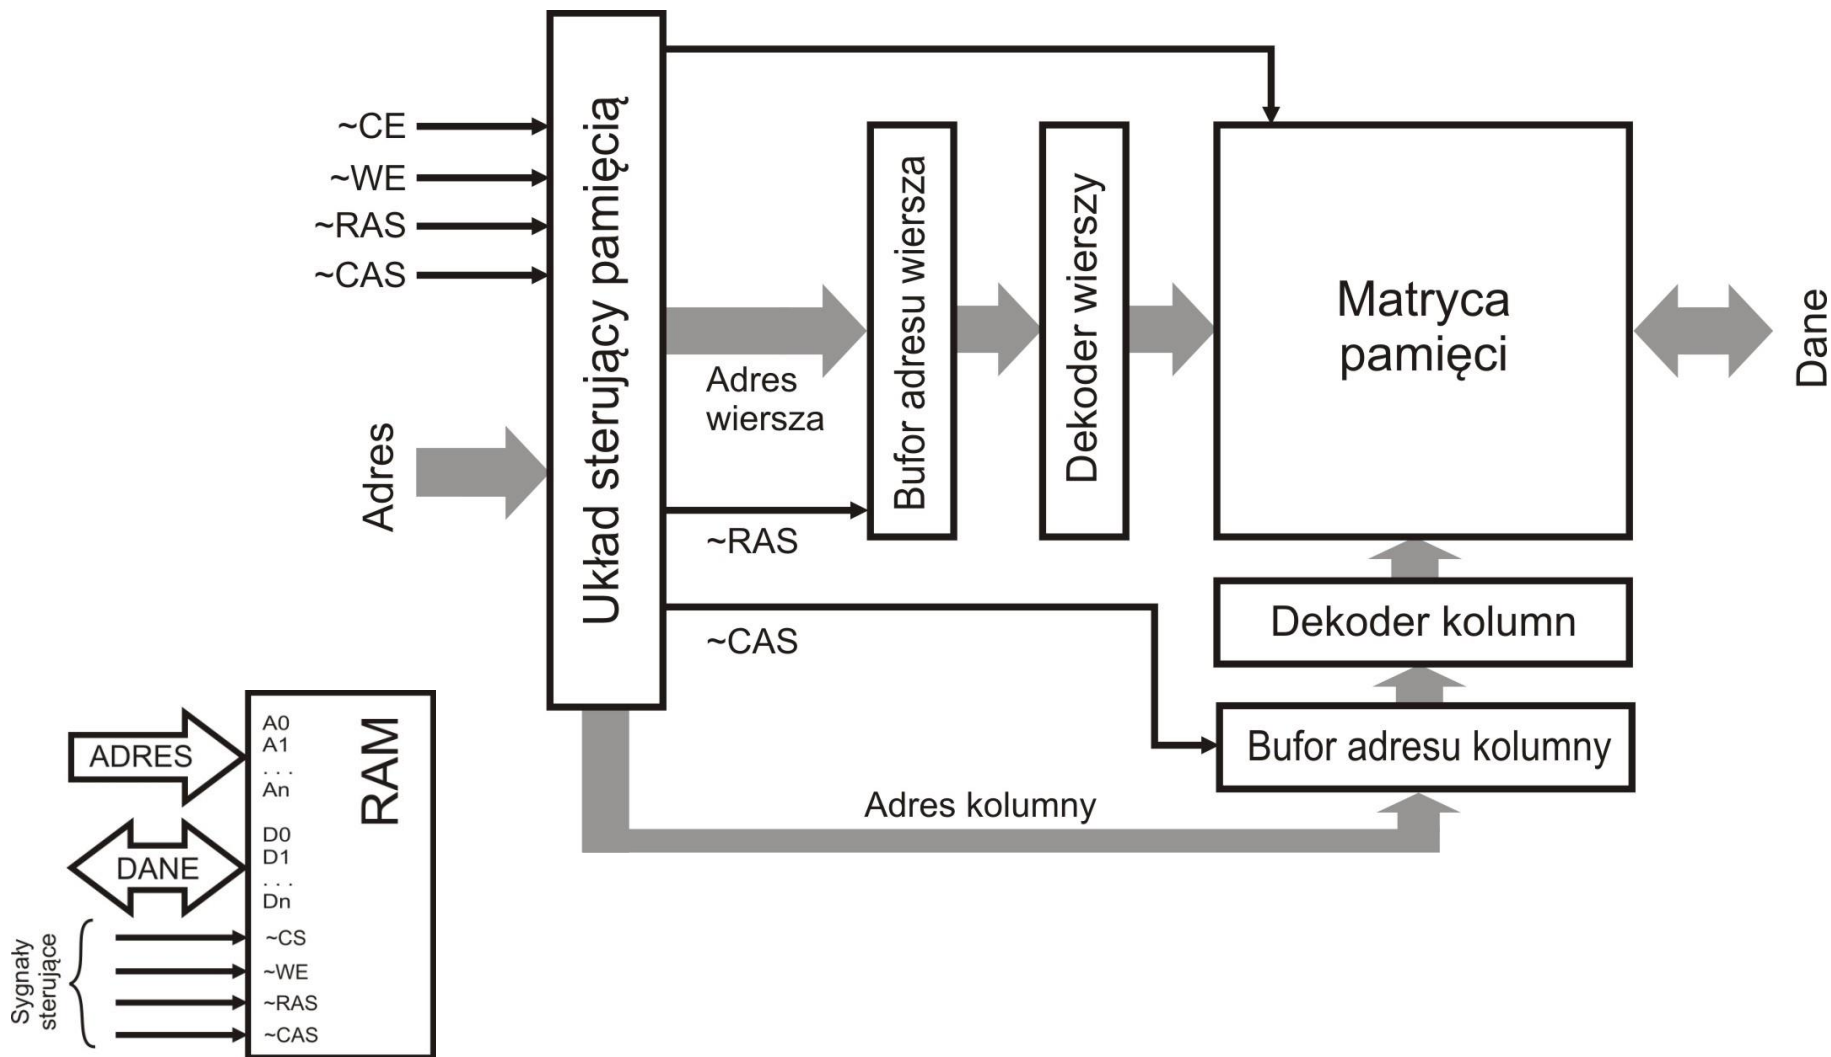 ~CE
~WE
~RAS
~CAS
Adres
Układ sterujący pamięcią
Adres
wiersza
~RAS
~CAS
Bufor adresu wiersza
Dekoder wierszy
Matryca
pamięci
Dane
Dekoder kolumn
Bufor adresu kolumny
Adres kolumny
ADRES
DANE
Sygnały
sterujące
A0
A1
. . .
An
D0
D1
. . .
Dn
~CS
~WE
~RAS
~CAS
RAM